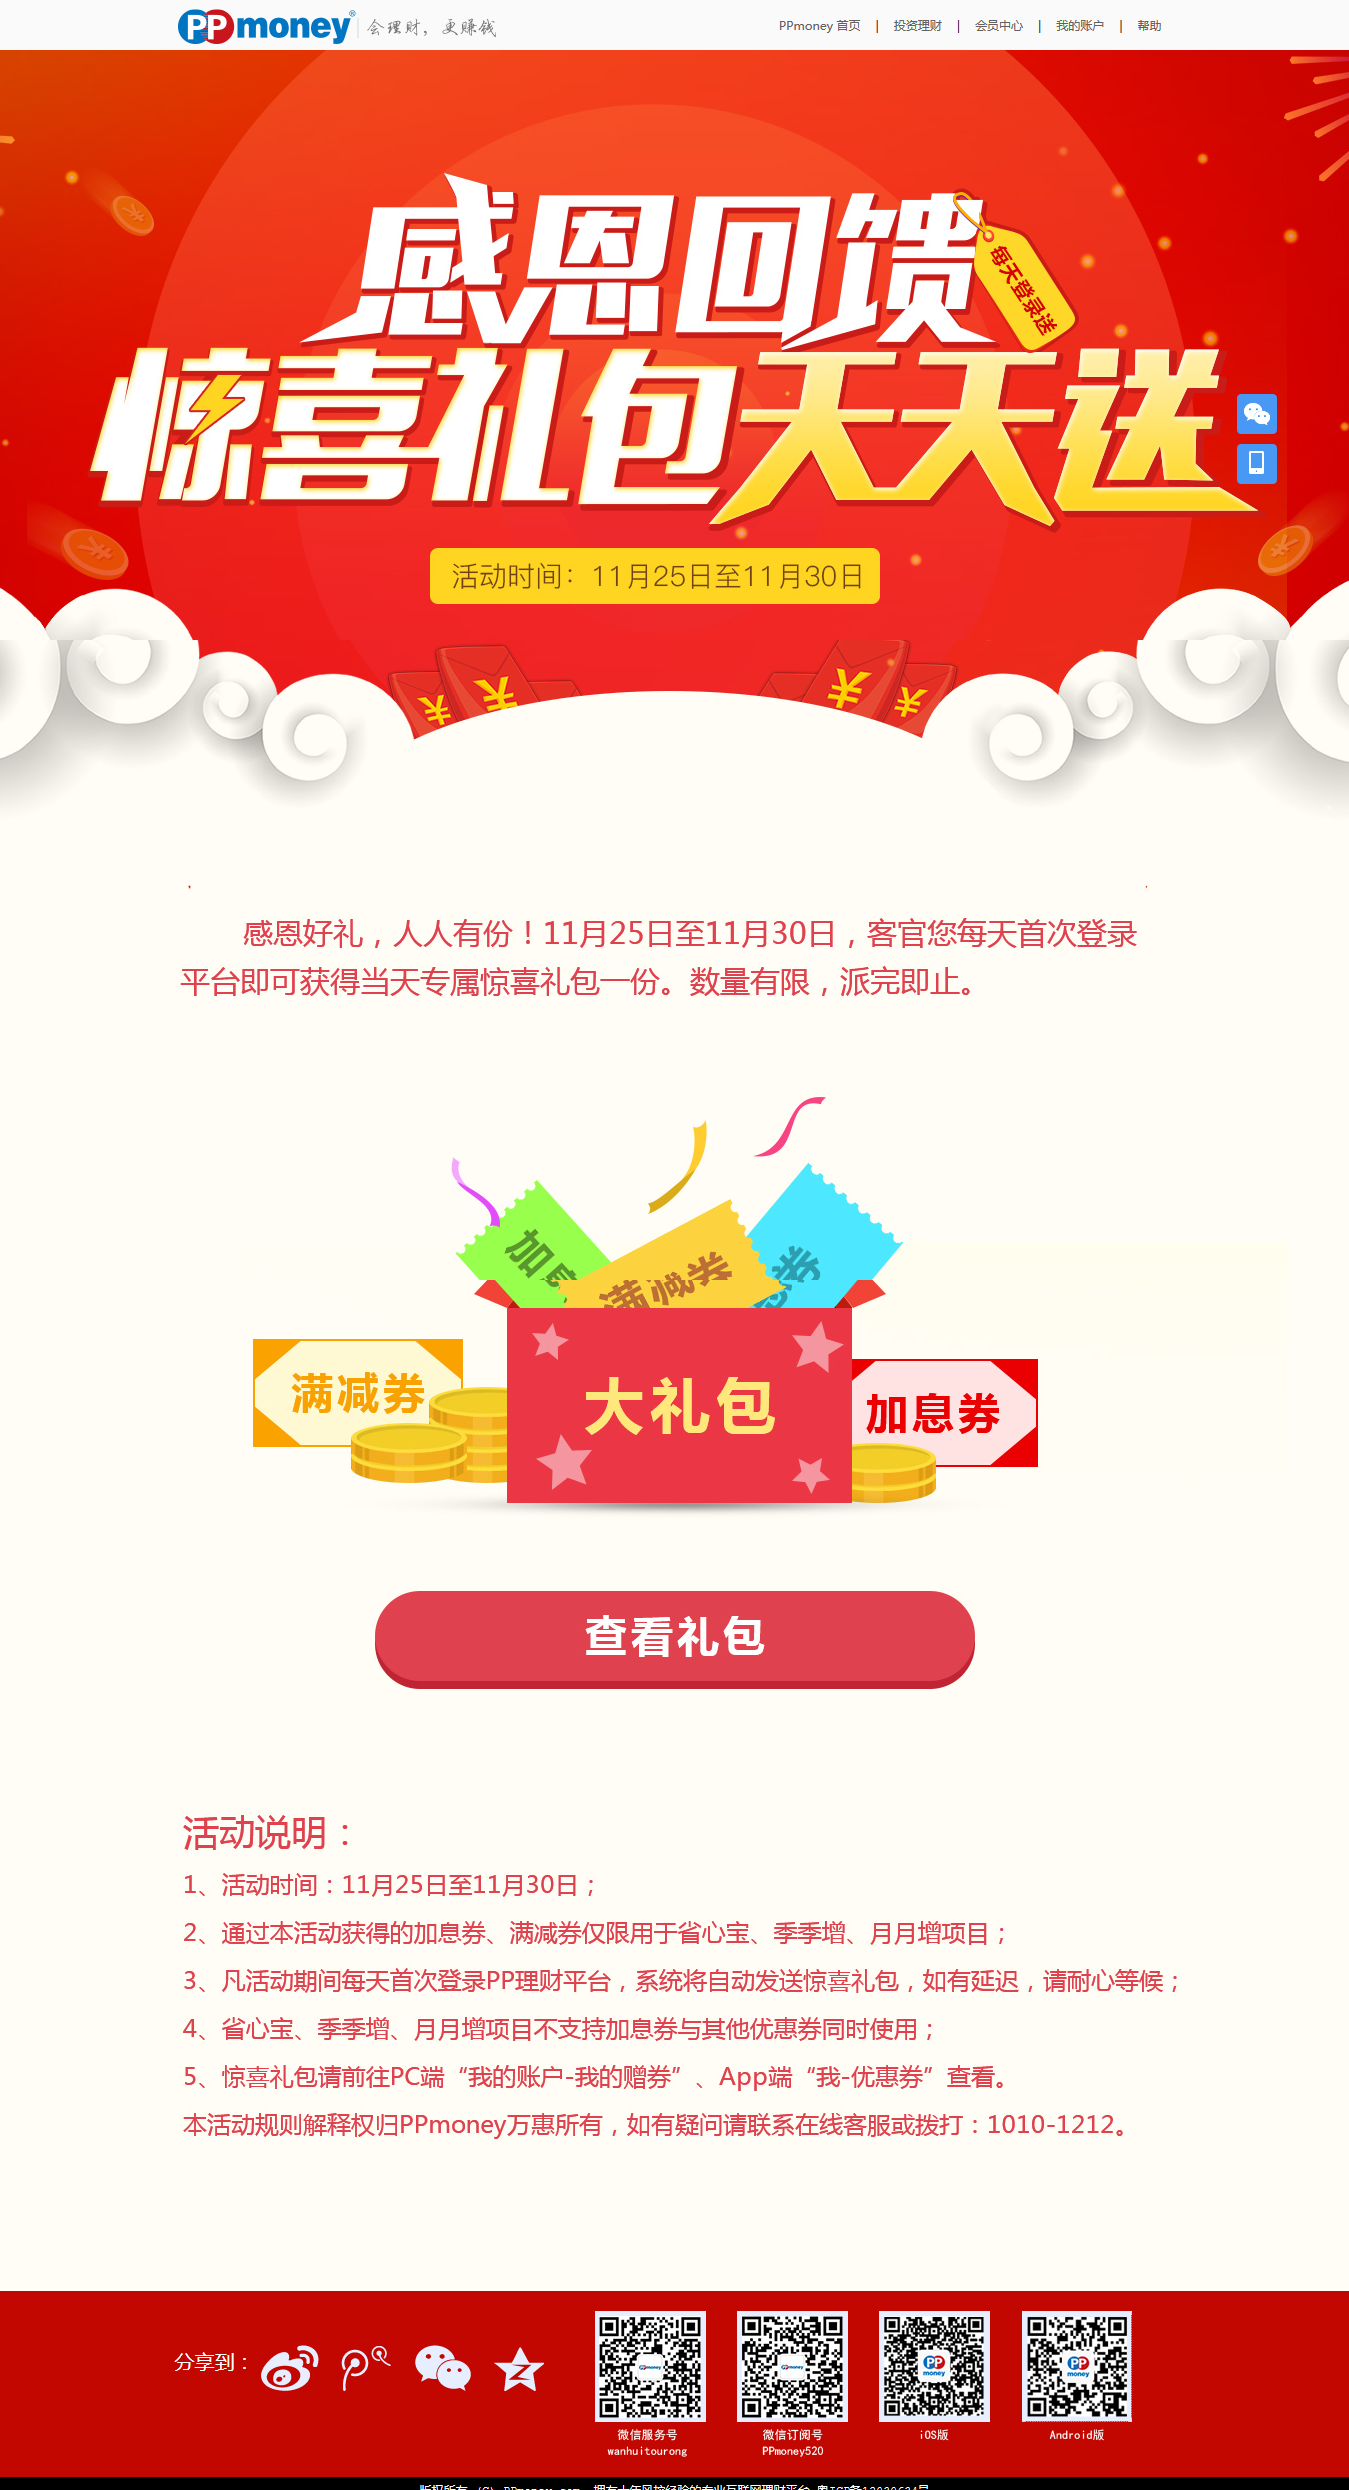 PPmoney® 会理财，更赚钱
PPmoney 首页 | 投资理财 | 会员中心 | 我的账户 | 帮助
感恩回馈
每天登录送
惊喜礼包天天送
活动时间：11月25日至11月30日
感恩好礼，人人有份！11月25日至11月30日，客官您每天首次登录
平台即可获得当天专属惊喜礼包一份。数量有限，派完即止。
加息
满减券
息券
满减券
大礼包
加息券
查看礼包
活动说明：
1、活动时间：11月25日至11月30日；
2、通过本活动获得的加息券、满减券仅限用于省心宝、季季增、月月增项目；
3、凡活动期间每天首次登录PP理财平台，系统将自动发送惊喜礼包，如有延迟，请耐心等候；
4、省心宝、季季增、月月增项目不支持加息券与其他优惠券同时使用；
5、惊喜礼包请前往PC端“我的账户-我的赠券”、App端“我-优惠券”查看。
本活动规则解释权归PPmoney万惠所有，如有疑问请联系在线客服或拨打：1010-1212。
分享到：
微信服务号
wanhuitourong
微信订阅号
PPmoney520
iOS版
Android版